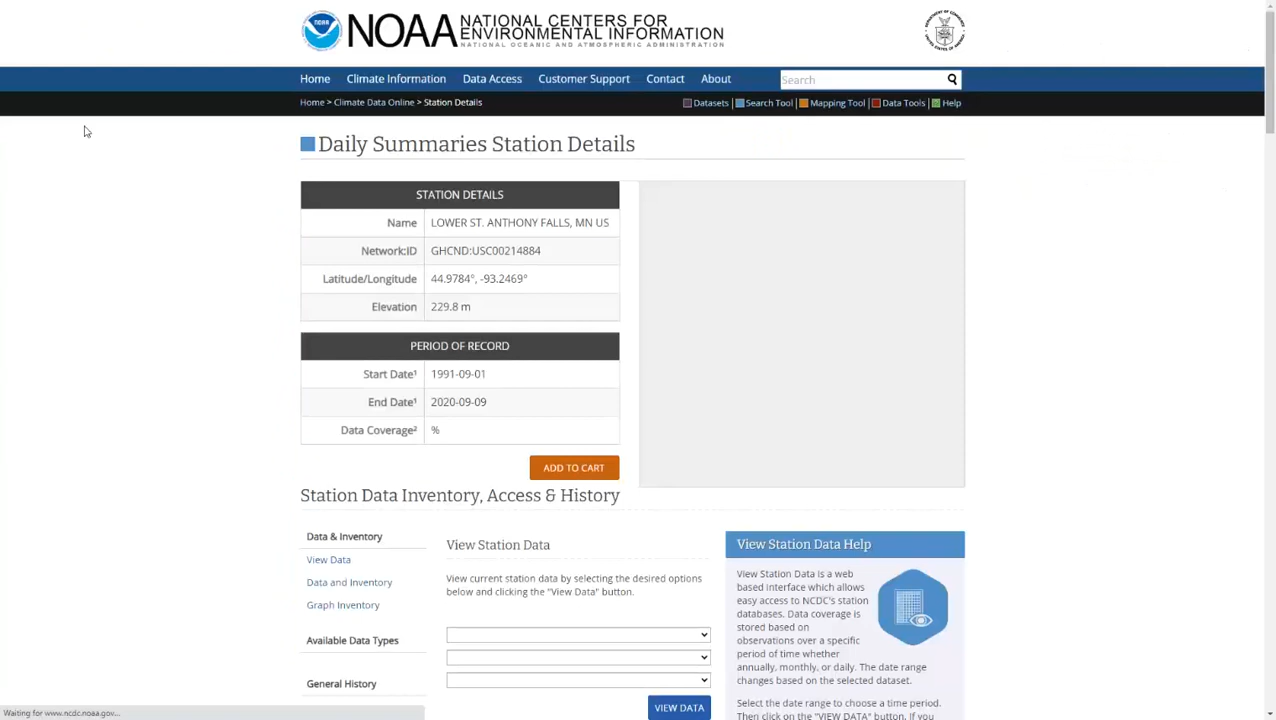 NOAA
NATIONAL CENTERS FOR
ENVIRONMENTAL INFORMATION
NATIONAL OCEANIC AND ATMOSPHERIC ADMINISTRATION
Home Climate Information Data Access Customer Support Contact About Search
Home > Climate Data Online > Station Details Datasets Search Tool Mapping Tool Data Tools Help
Daily Summaries Station Details
STATION DETAILS
Name LOWER ST. ANTHONY FALLS, MN US
Network:ID GHCND:USC00214884
Latitude/Longitude 44.9784°, -93.2469°
Elevation 229.8 m
PERIOD OF RECORD
Start Date¹ 1991-09-01
End Date¹ 2020-09-09
Data Coverage² %
ADD TO CART
Station Data Inventory, Access & History
Data & Inventory
View Data
Data and Inventory
Graph Inventory
Available Data Types
General History
View Station Data
View current station data by selecting the desired options
below and clicking the "View Data" button.
VIEW DATA
View Station Data Help
View Station Data is a web
based interface which allows
easy access to NCDC's station
databases. Data coverage is
stored based on
observations over a specific
period of time whether
annually, monthly, or daily. The date range
changes based on the selected dataset.
Select the date range to choose a time period.
Then click on the "VIEW DATA" button. If you
Waiting for www.ncdc.noaa.gov...